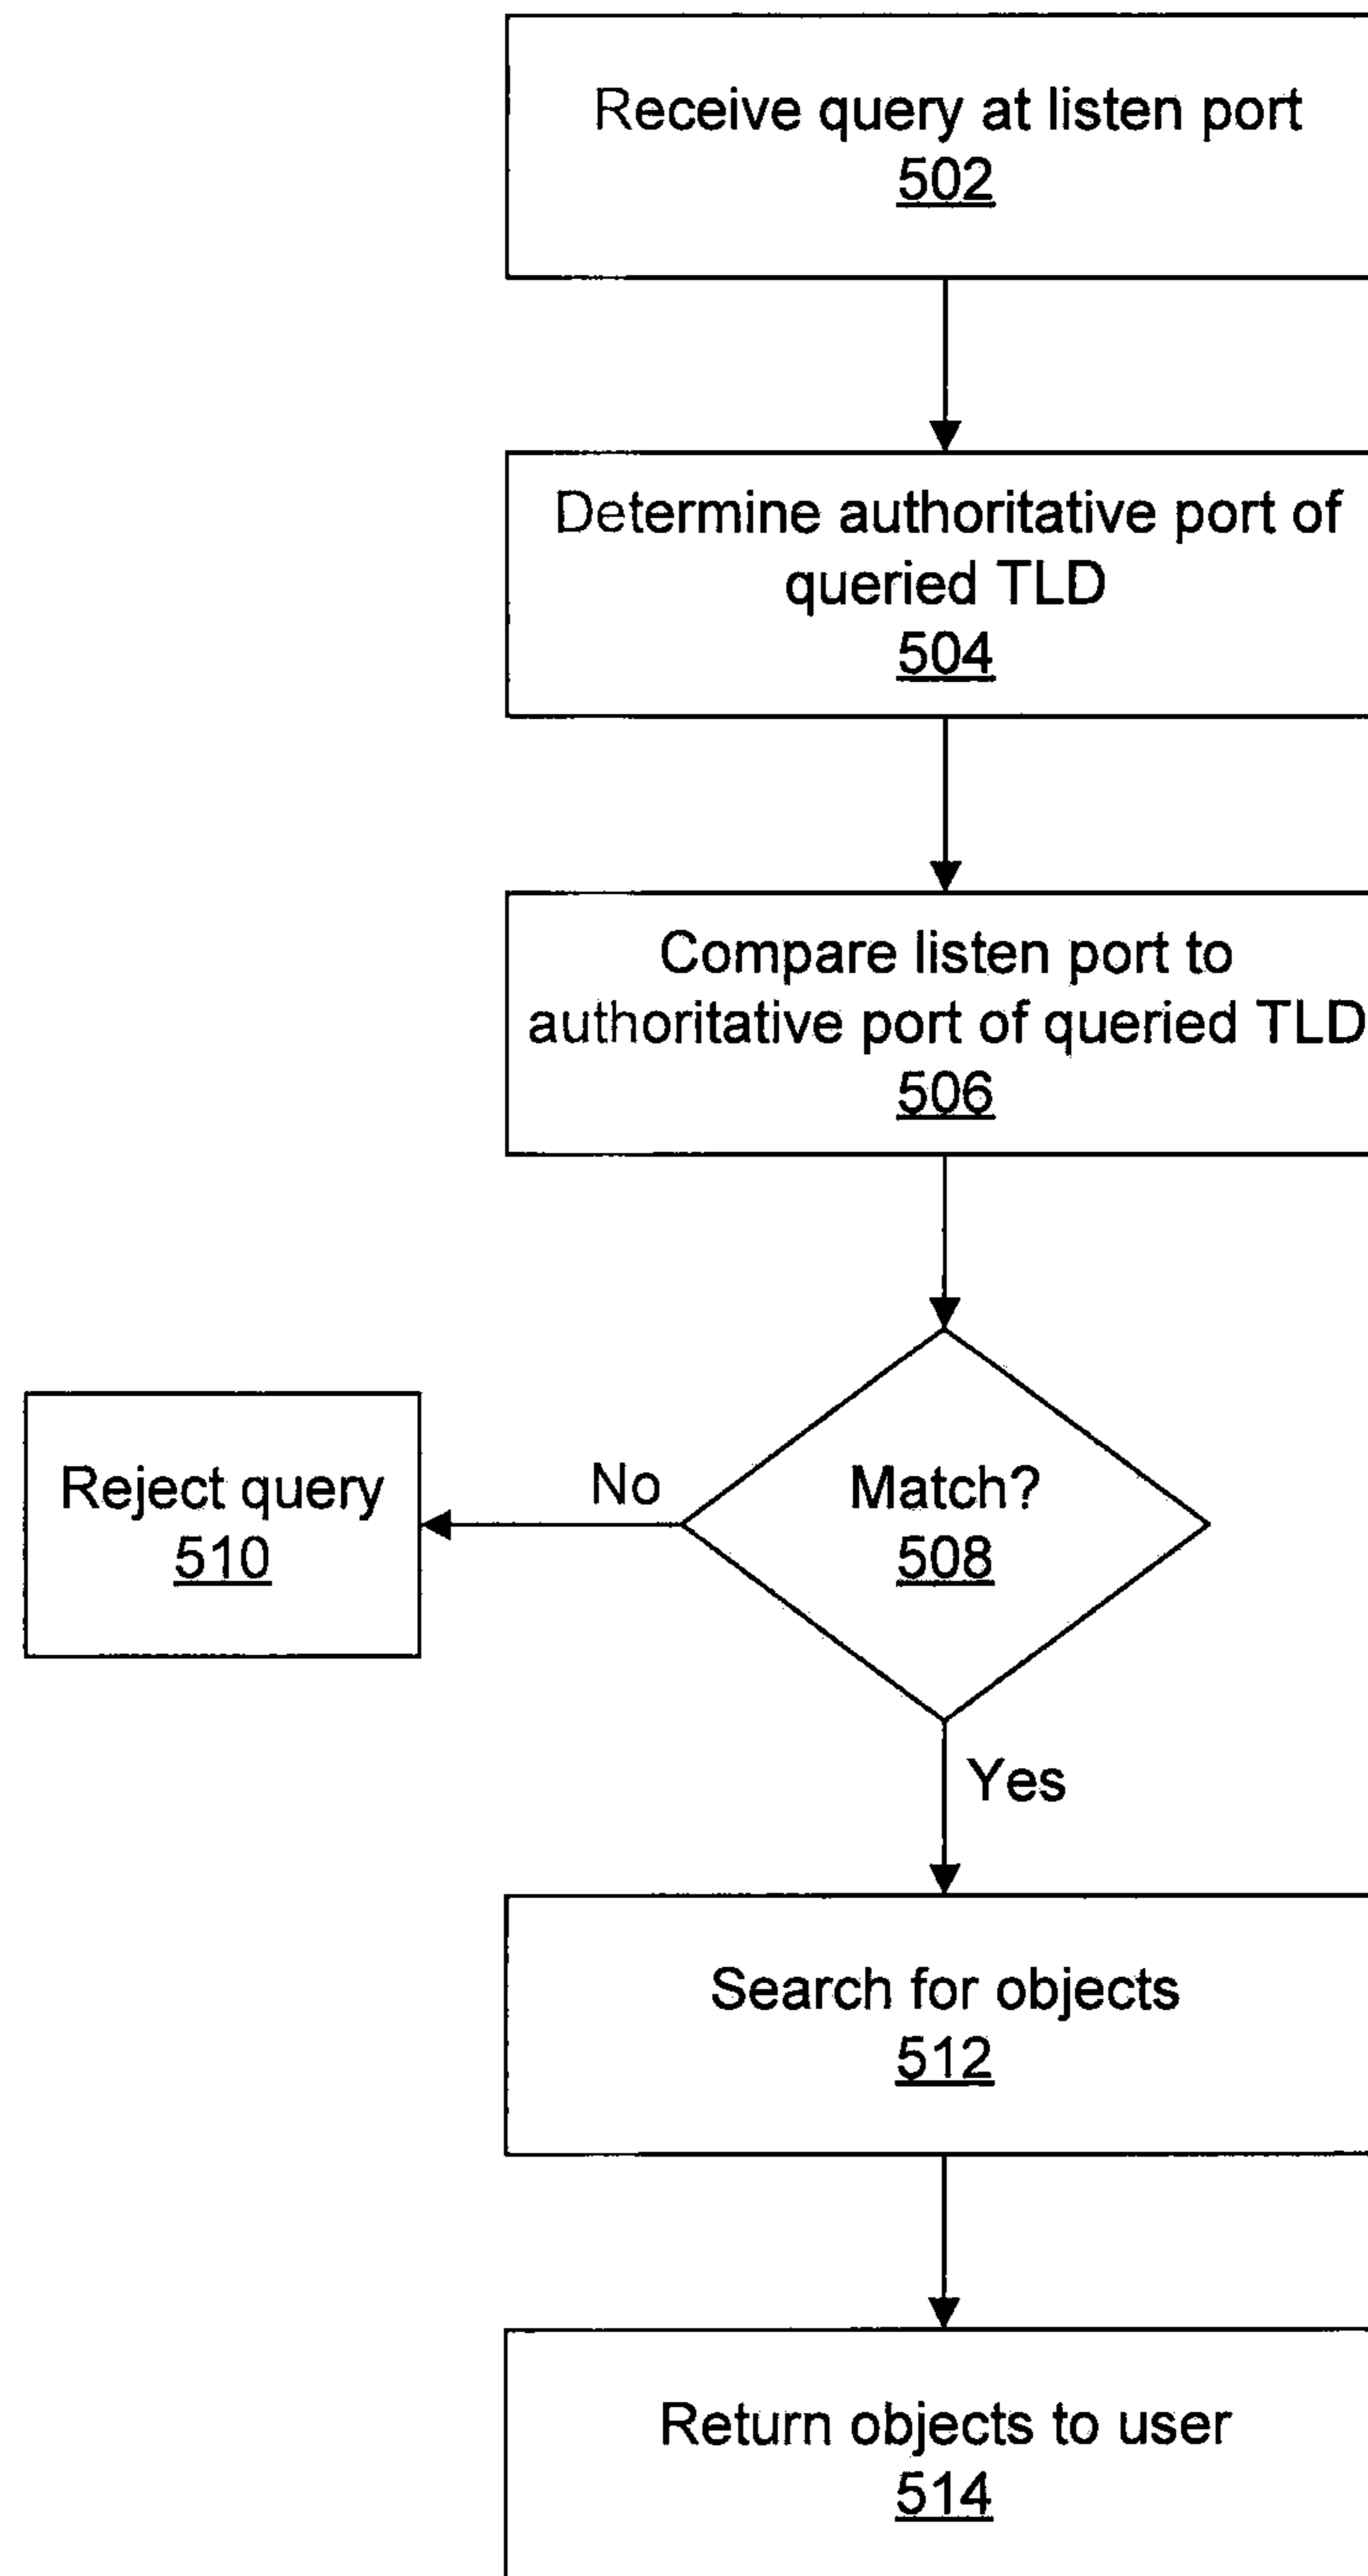 Receive query at listen port
502
Determine authoritative port of
queried TLD
504
Compare listen port to
authoritative port of queried TLD
506
Match?
508
No
Reject query
510
Yes
Search for objects
512
Return objects to user
514